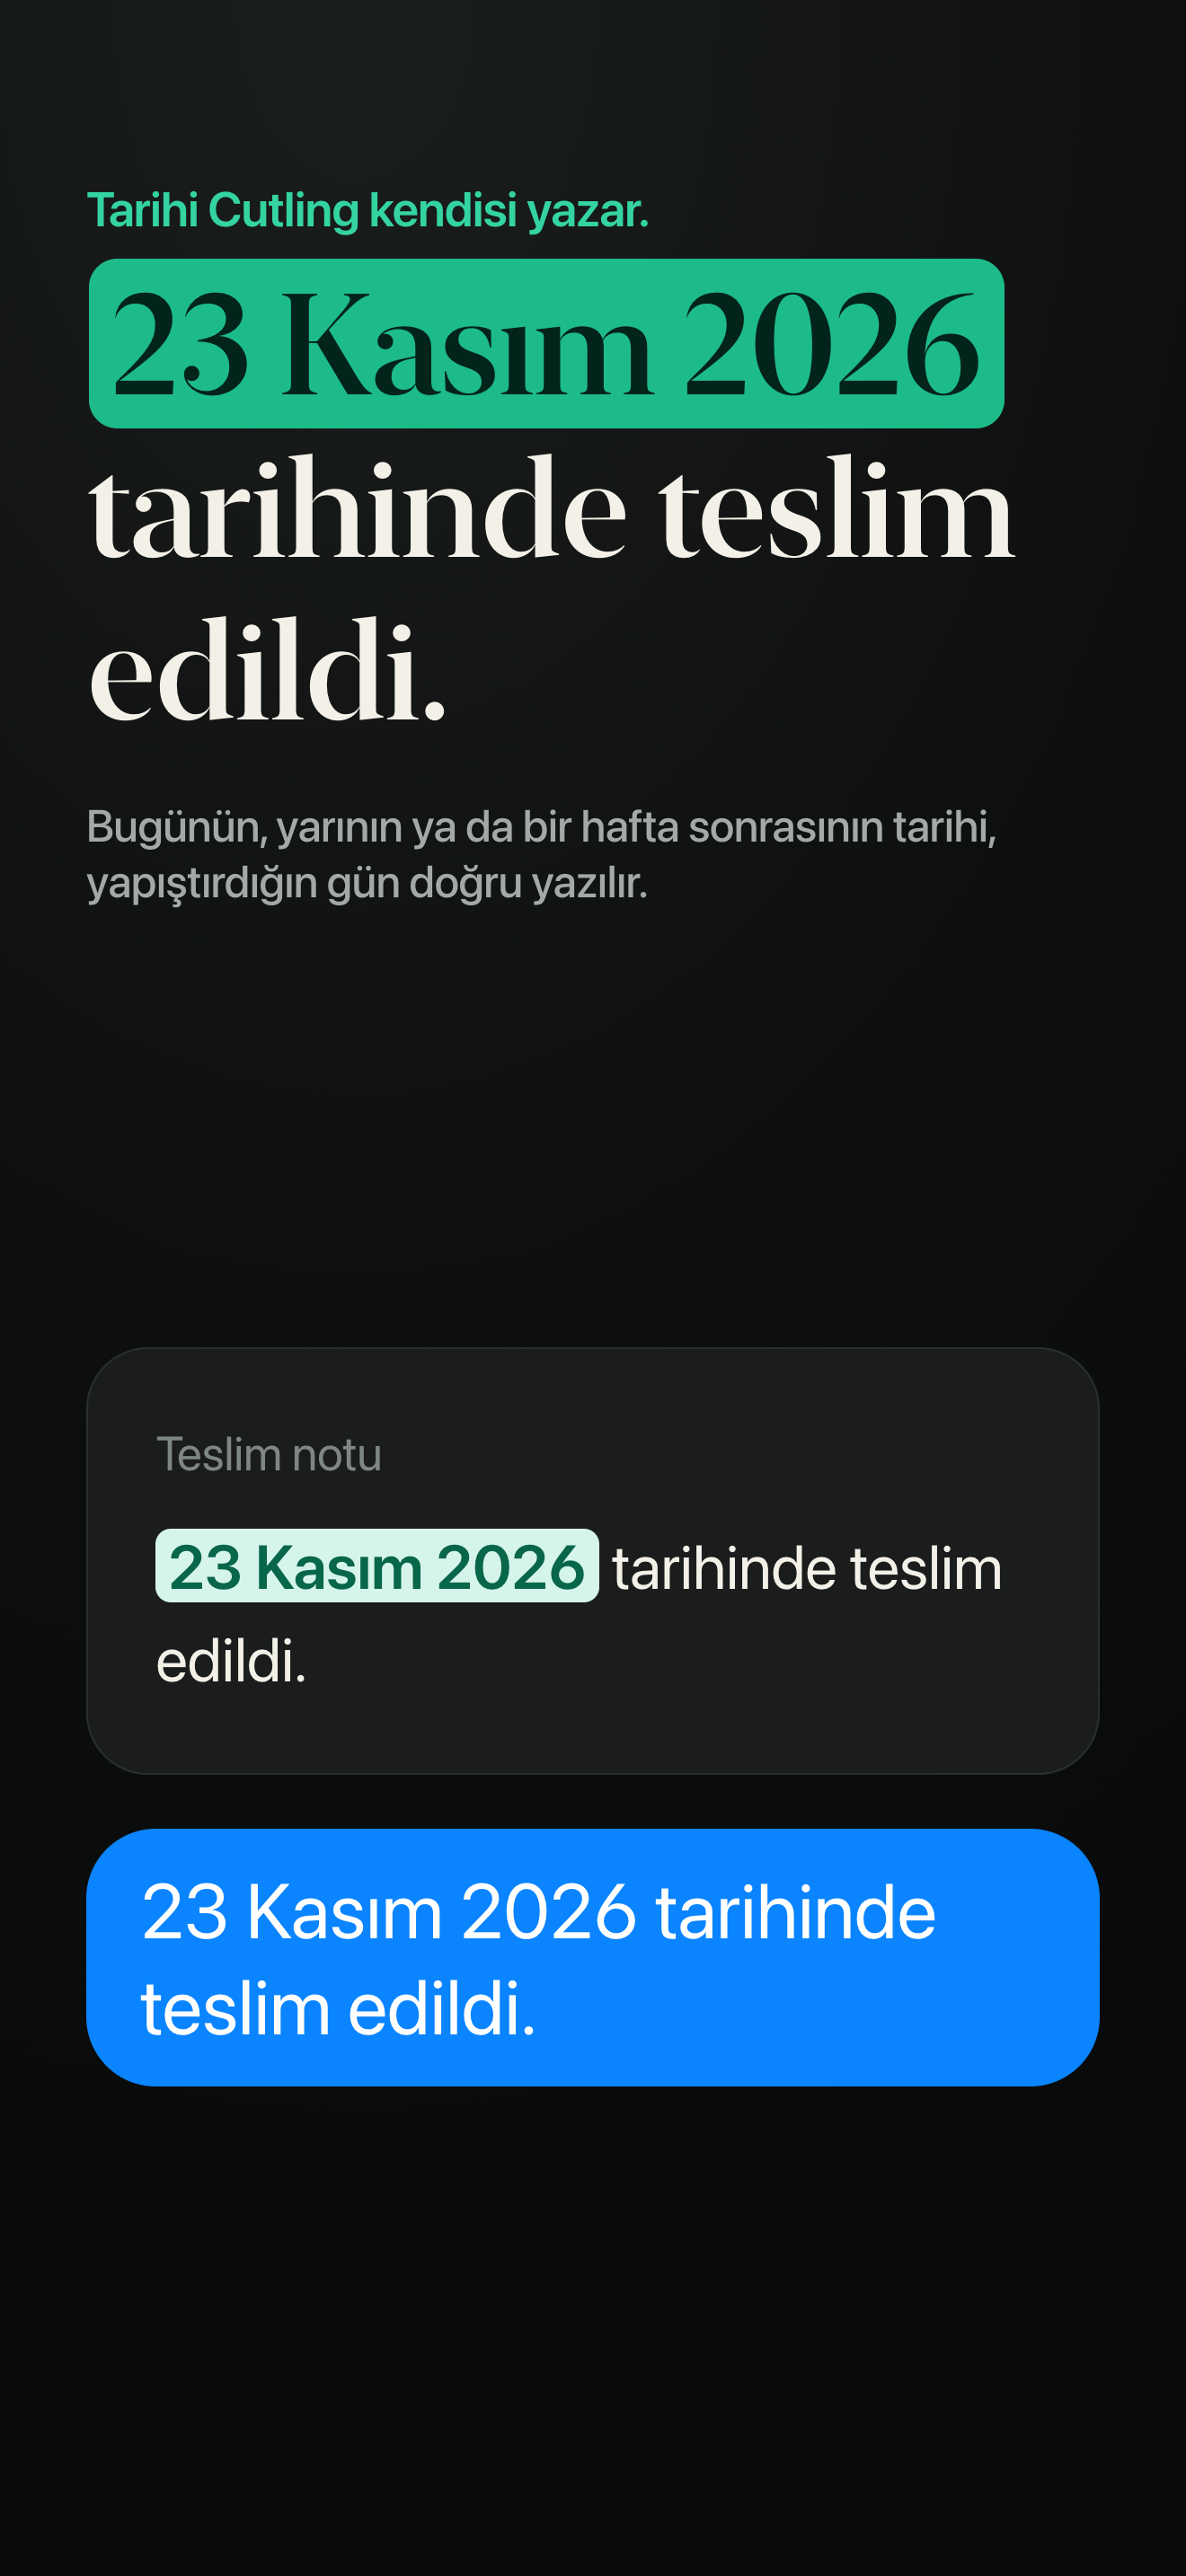 Tarihi Cutling kendisi yazar.
23 Kasım 2026
tarihinde teslim
edildi.
Bugünün, yarının ya da bir hafta sonrasının tarihi,
yapıştırdığın gün doğru yazılır.
Teslim notu
23 Kasım 2026 tarihinde teslim
edildi.
23 Kasım 2026 tarihinde
teslim edildi.